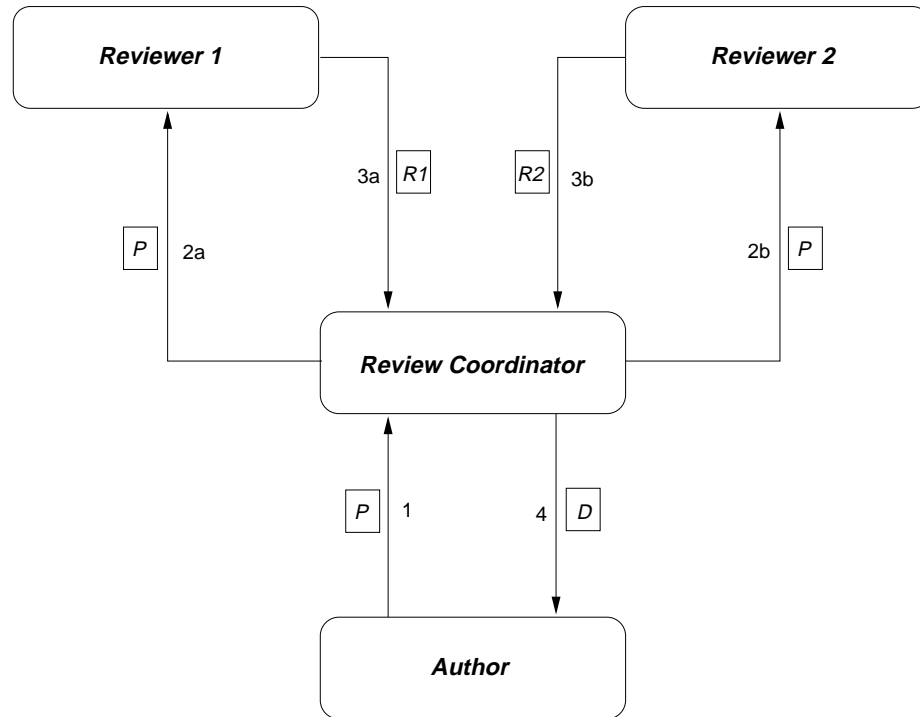 Reviewer 1
Reviewer 2
3a
R1
R2
3b
P
2a
2b
P
Review Coordinator
P
1
4
D
Author